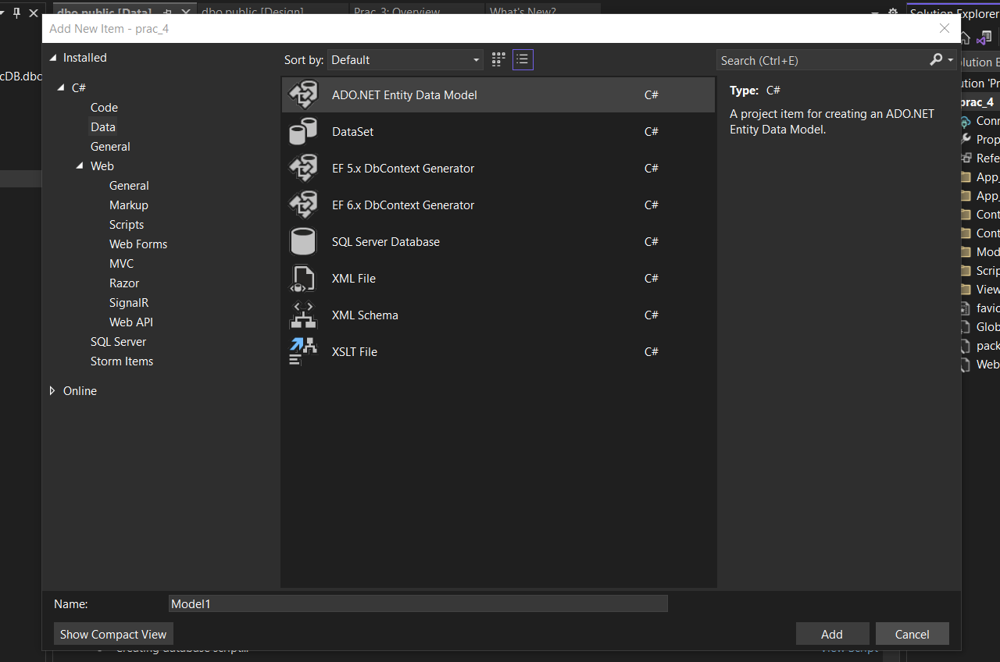 dbo.public [Data]
dbo.public [Design]
Prac_3: Overview
What's New?
Solution Explorer
Add New Item - prac_4
Installed
Sort by: Default
Search (Ctrl+E)
C#
Code
Data
General
Web
General
Markup
Scripts
Web Forms
MVC
Razor
SignalR
Web API
SQL Server
Storm Items
Online
ADO.NET Entity Data Model C#
DataSet C#
EF 5.x DbContext Generator C#
EF 6.x DbContext Generator C#
SQL Server Database C#
XML File C#
XML Schema C#
XSLT File C#
Type: C#
A project item for creating an ADO.NET
Entity Data Model.
cDB.dbo
olution E
ution 'Pr
prac_4
Conn
Prop
Refe
App_
App_
Cont
Cont
Mod
Scrip
View
favic
Glob
pack
Web
Name: Model1
Show Compact View
Add
Cancel
Creating database script...
View Script